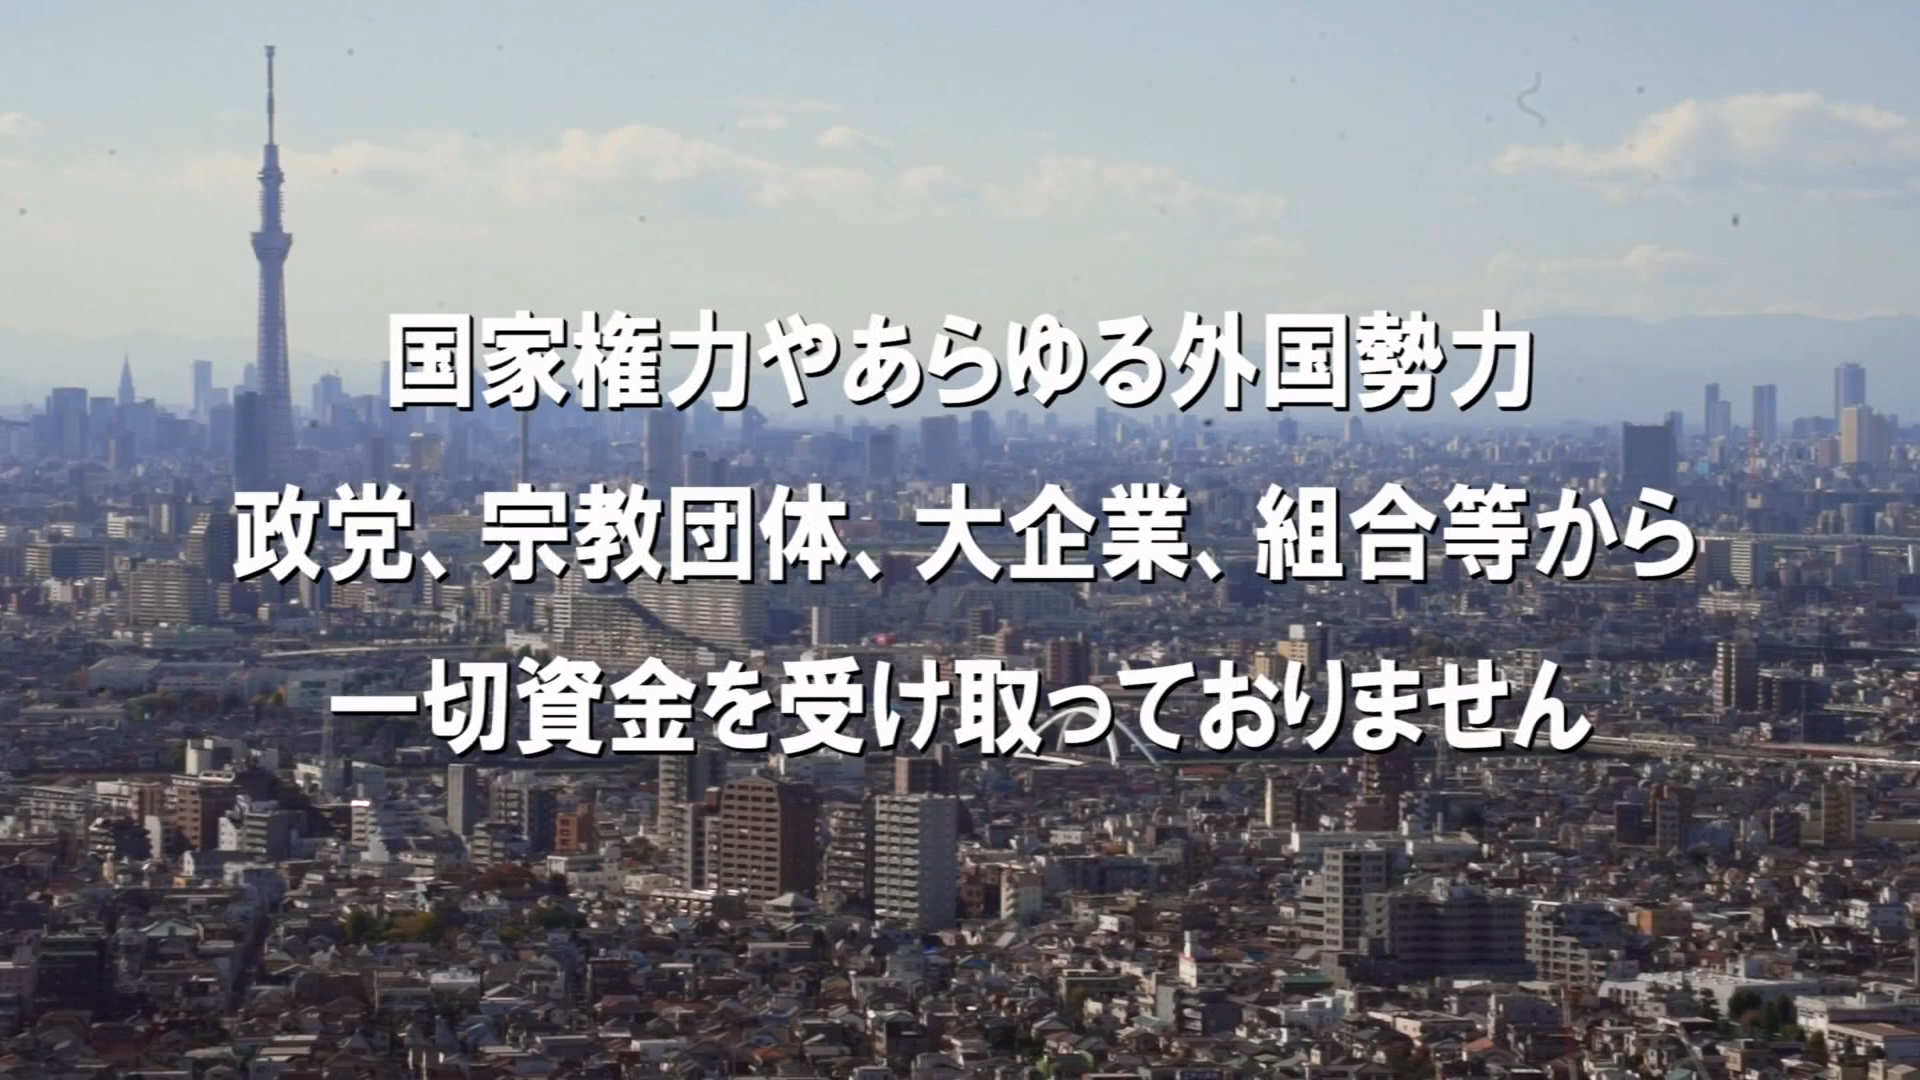 国家権力やあらゆる外国勢力
政党、宗教団体、大企業、組合等から
一切資金を受け取っておりません